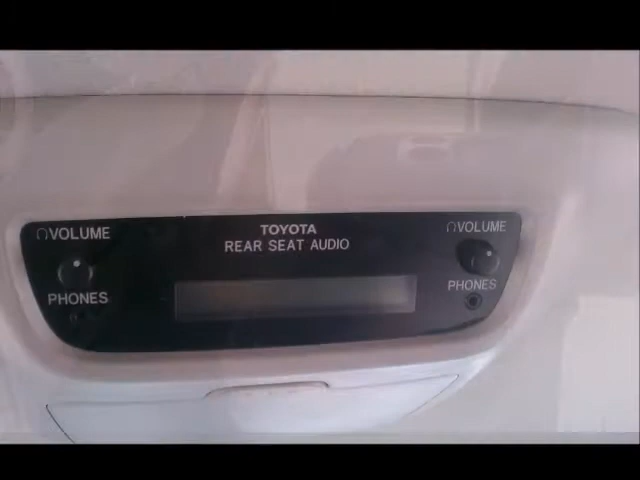 VOLUME
PHONES
TOYOTA
REAR SEAT AUDIO
VOLUME
PHONES